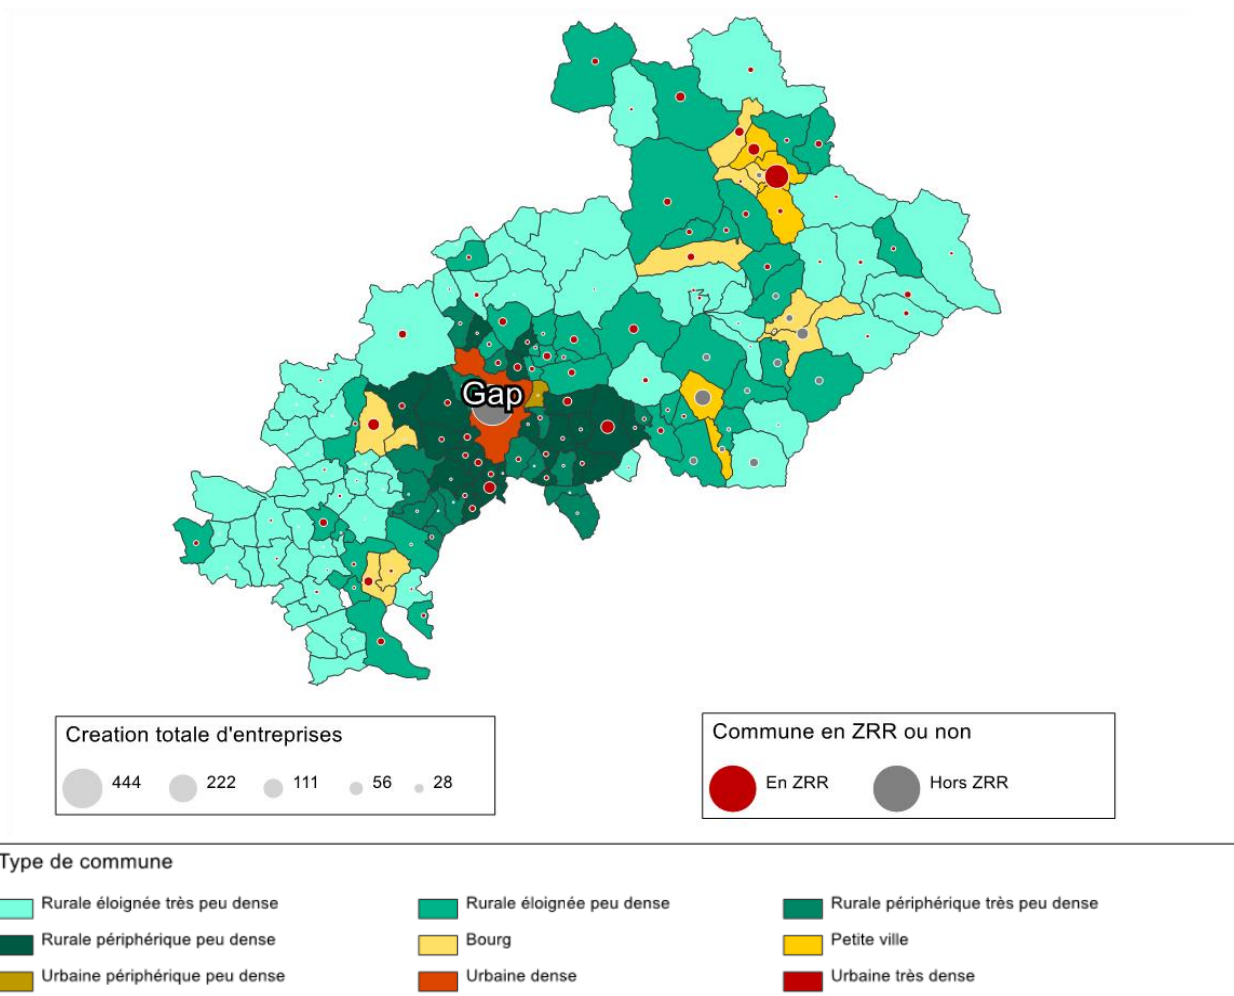 Gap
Creation totale d'entreprises
444 222 111 56 28
Commune en ZRR ou non
En ZRR Hors ZRR
Type de commune
Rurale éloignée très peu dense Rurale éloignée peu dense Rurale périphérique très peu dense
Rurale périphérique peu dense Bourg Petite ville
Urbaine périphérique peu dense Urbaine dense Urbaine très dense